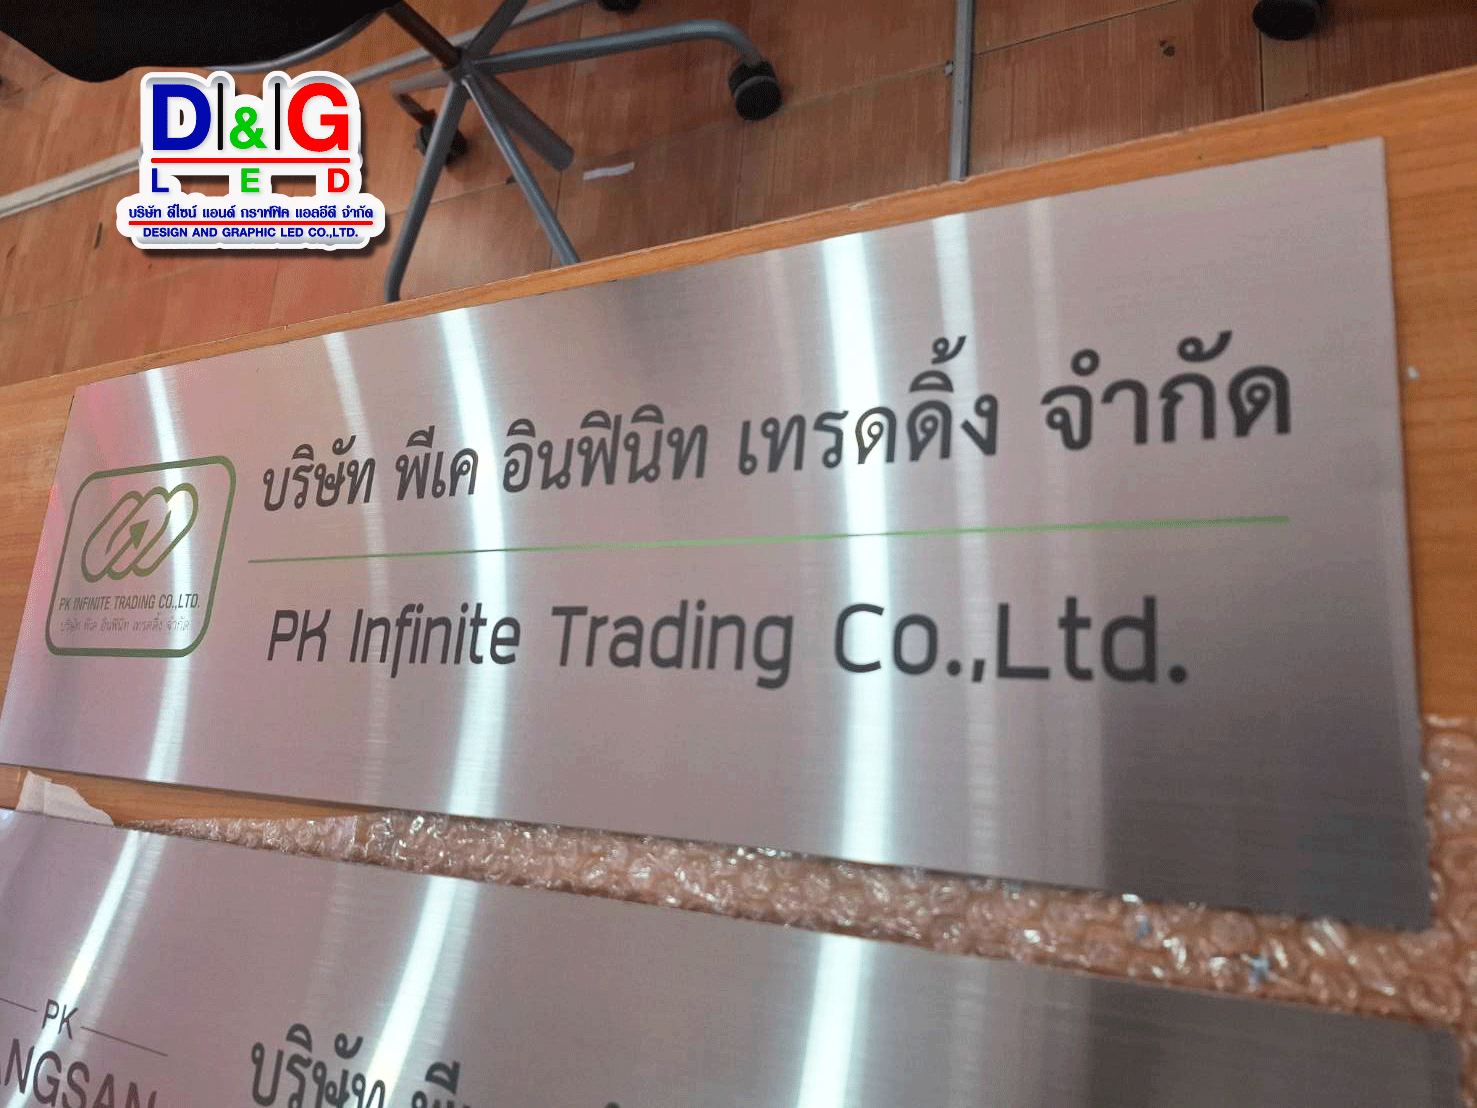 D|&|G
L E D
บริษัท ดีไซน์ แอนด์ กราฟฟิค แอลอีดี จำกัด
DESIGN AND GRAPHIC LED CO.,LTD.
บริษัท พีเค อินฟินิท เทรดดิ้ง จำกัด
PK Infinite Trading Co.,Ltd.
PK INFINITE TRADING CO.,LTD.
บริษัท พีเค อินฟินิท เทรดดิ้ง จำกัด
PK
บริษัท